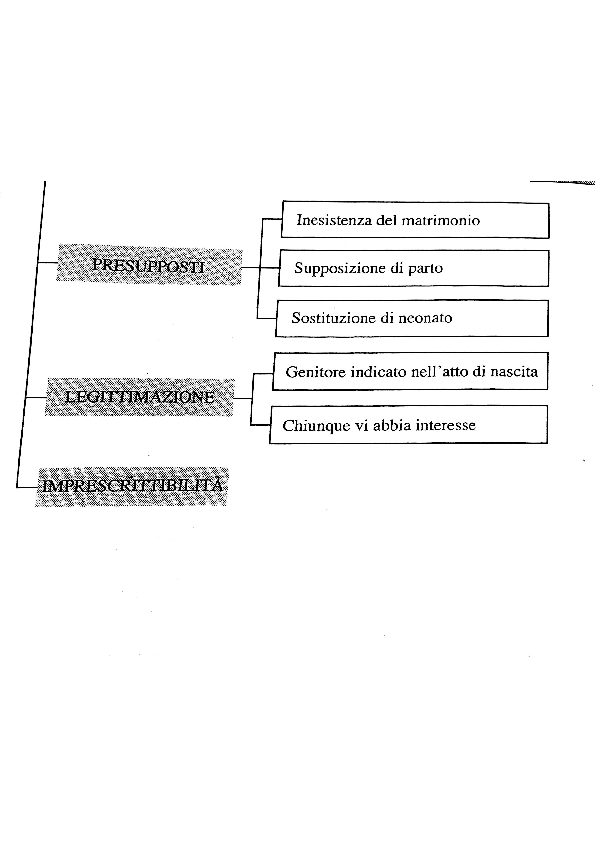 PRESUPPOSTI
Inesistenza del matrimonio
Supposizione di parto
Sostituzione di neonato
LEGITTIMAZIONE
Genitore indicato nell'atto di nascita
Chiunque vi abbia interesse
IMPRESCRITTIBILITÀ